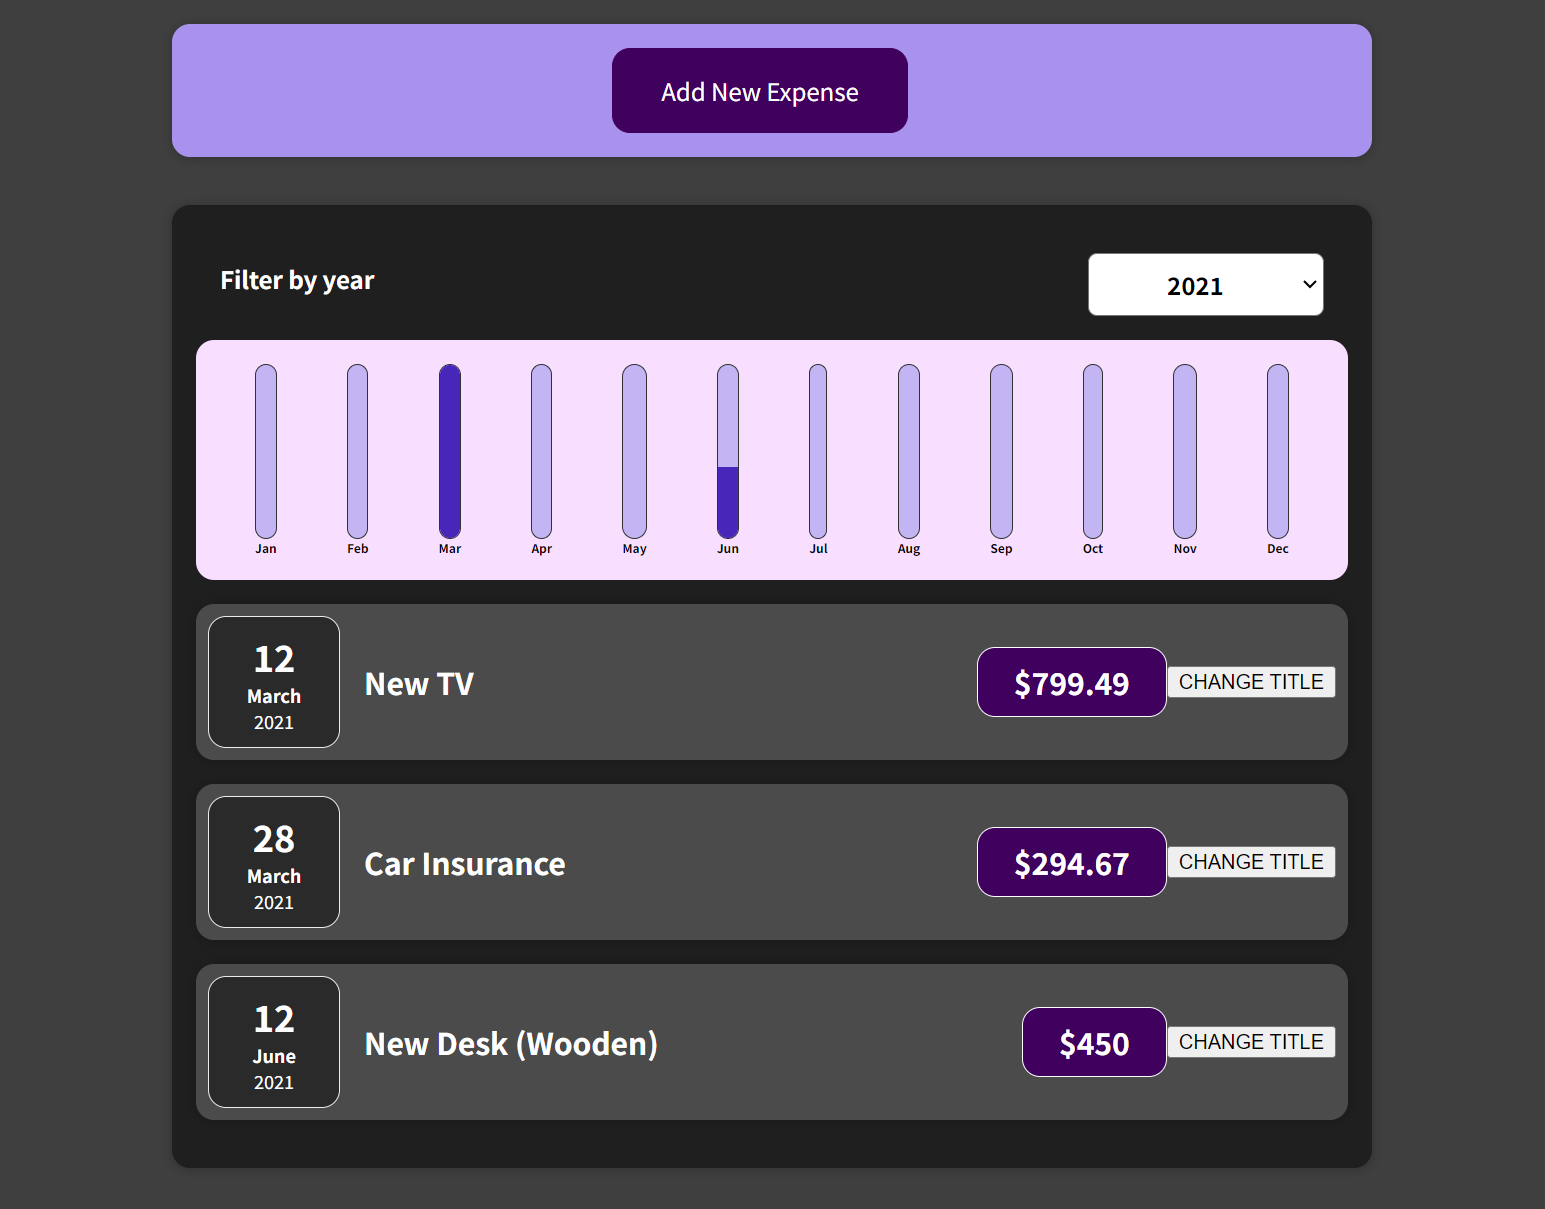 Add New Expense
Filter by year
2021
Jan Feb Mar Apr May Jun Jul Aug Sep Oct Nov Dec
12
March
2021
New TV
$799.49
CHANGE TITLE
28
March
2021
Car Insurance
$294.67
CHANGE TITLE
12
June
2021
New Desk (Wooden)
$450
CHANGE TITLE